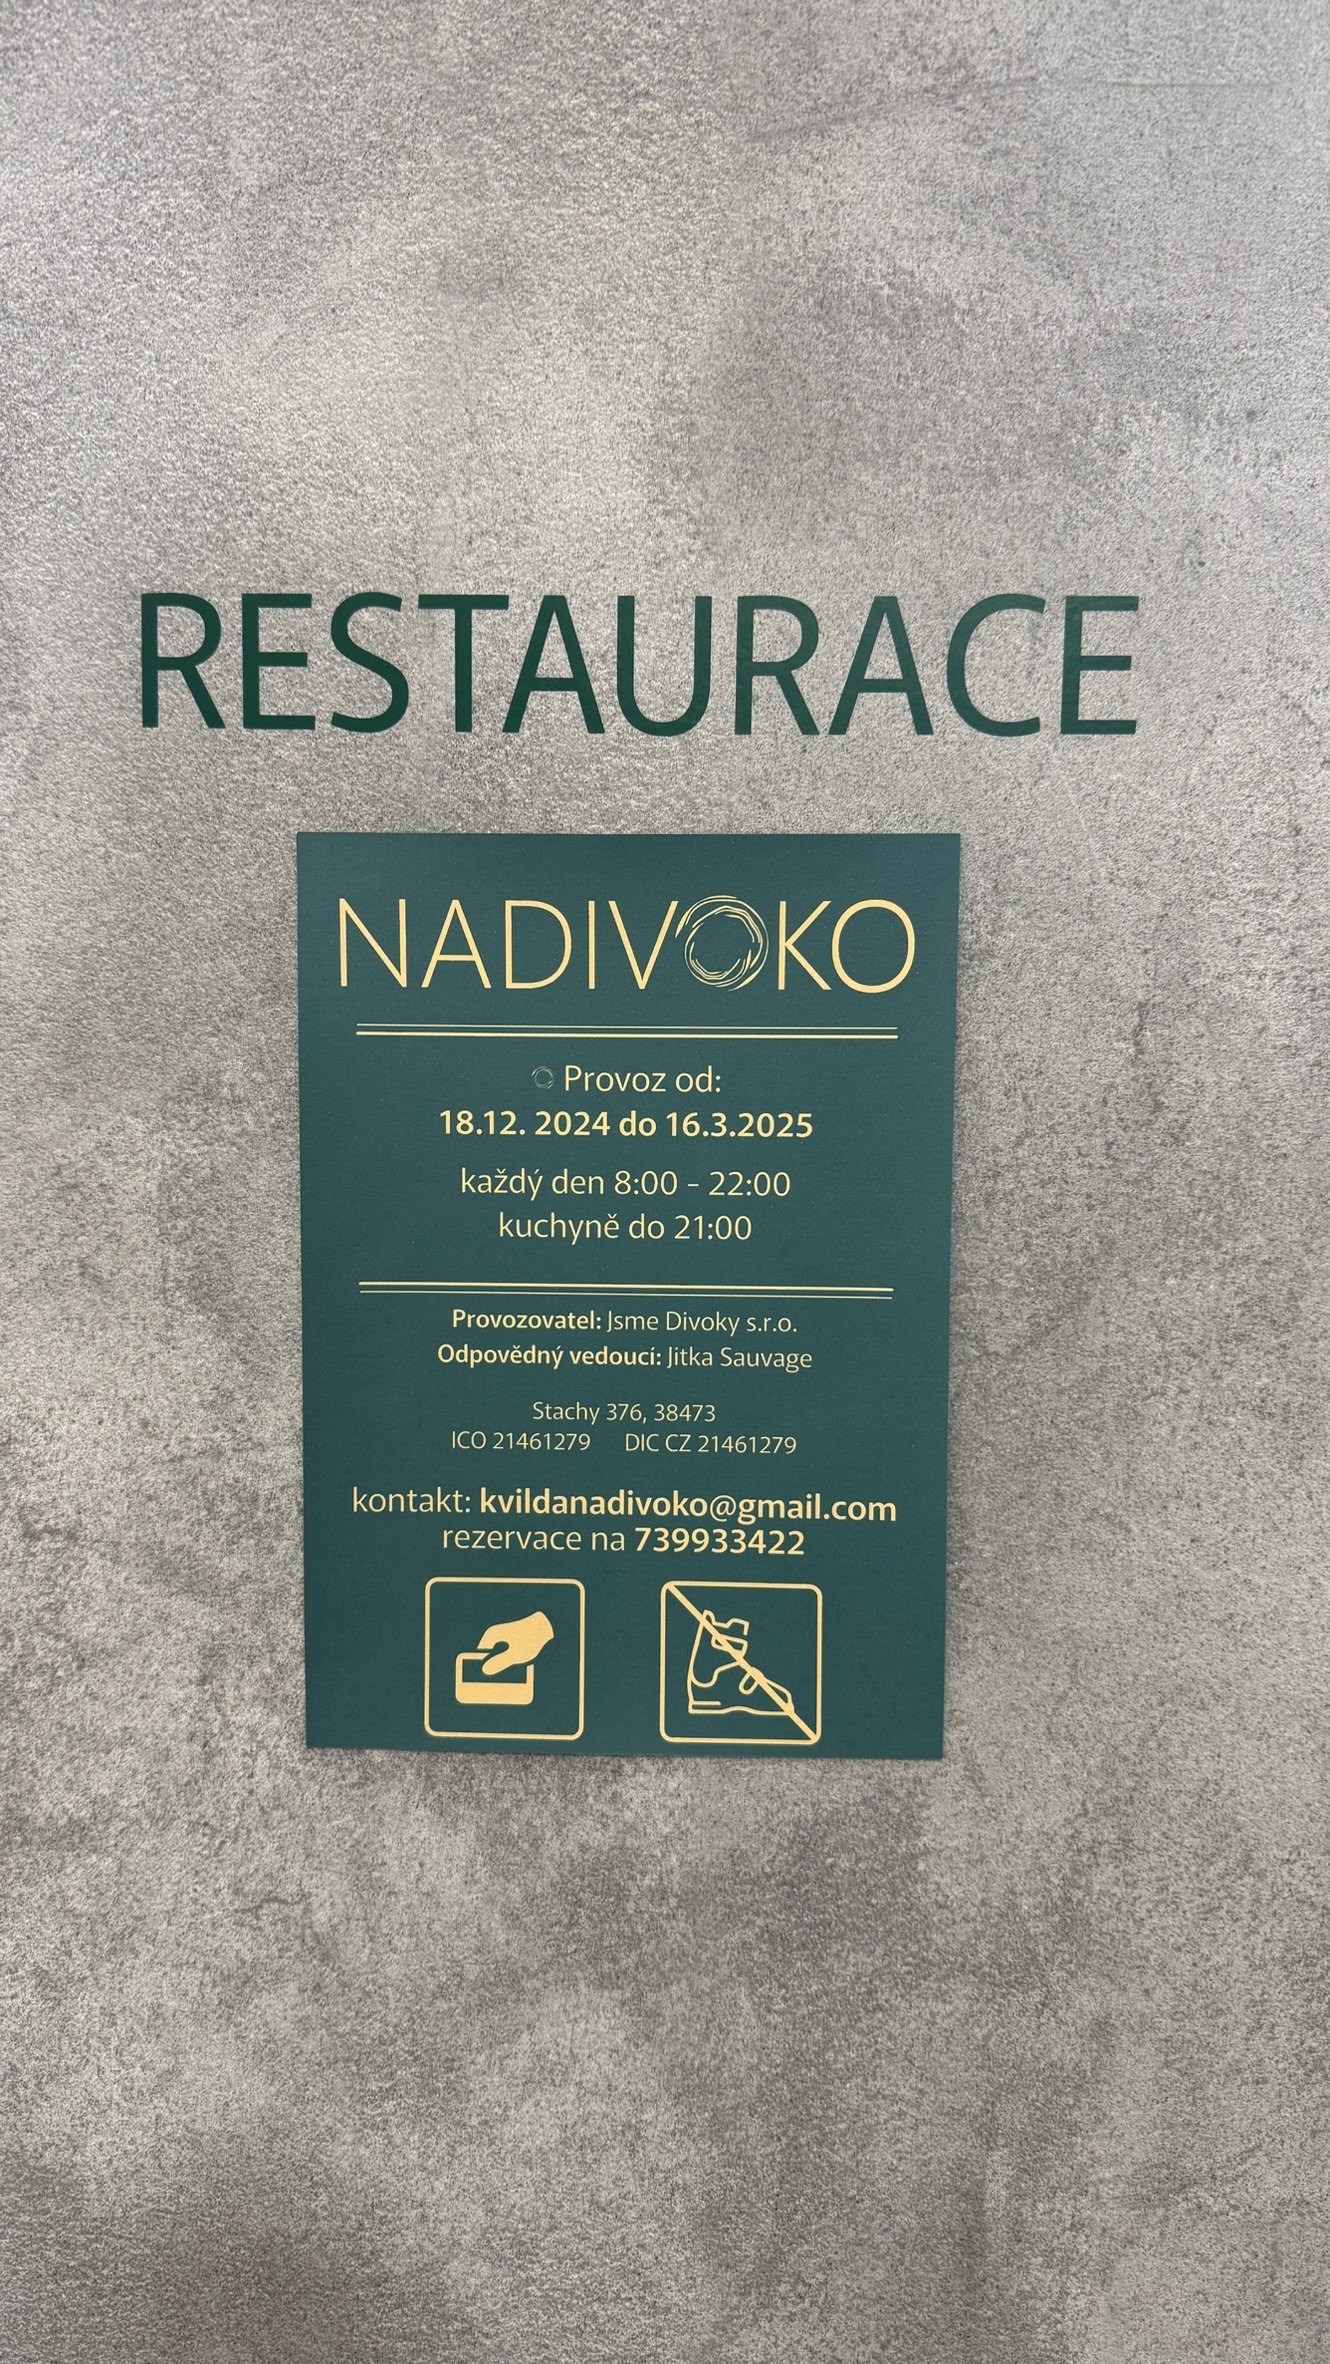 RESTAURACE
NADIVOKO
Provoz od:
18.12. 2024 do 16.3.2025
každý den 8:00 - 22:00
kuchyně do 21:00
Provozovatel: Jsme Divoky s.r.o.
Odpovědný vedoucí: Jitka Sauvage
Stachy 376, 38473
ICO 21461279 DIC CZ 21461279
kontakt: kvildanadivoko@gmail.com
rezervace na 739933422